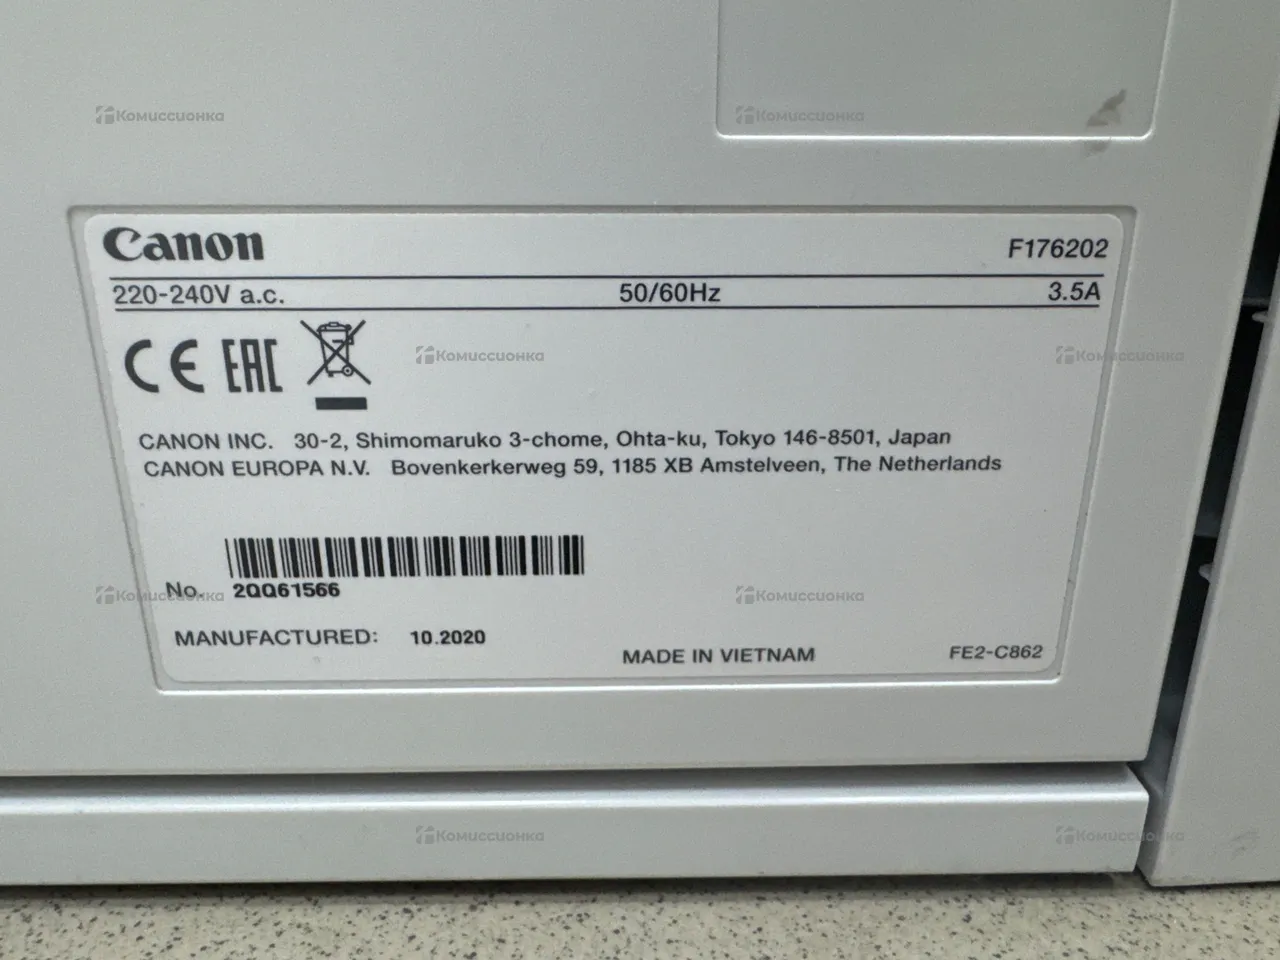 Комиссионка Комиссионка
Canon F176202
220-240V a.c. 50/60Hz 3.5A
CE EAC
Комиссионка Комиссионка
CANON INC. 30-2, Shimomaruko 3-chome, Ohta-ku, Tokyo 146-8501, Japan
CANON EUROPA N.V. Bovenkerkerweg 59, 1185 XB Amstelveen, The Netherlands
No. 2QQ61566
Комиссионка Комиссионка
MANUFACTURED: 10.2020
MADE IN VIETNAM FE2-C862
Комиссионка Комиссионка